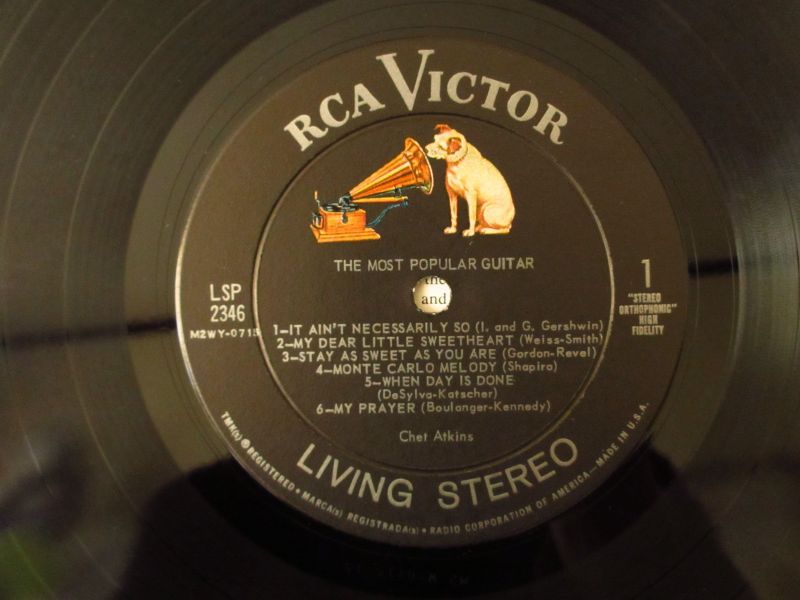 RCA VICTOR
THE MOST POPULAR GUITAR
LSP
2346
M2WY-0715
1
"STEREO
ORTHOPHONIC"
HIGH
FIDELITY
the
and
1—IT AIN'T NECESSARILY SO (I. and G. Gershwin)
2—MY DEAR LITTLE SWEETHEART (Weiss-Smith)
3—STAY AS SWEET AS YOU ARE (Gordon-Revel)
4—MONTE CARLO MELODY (Shapiro)
5—WHEN DAY IS DONE
(DeSylva-Katscher)
6—MY PRAYER (Boulanger-Kennedy)
Chet Atkins
LIVING STEREO
TMK(s) ® REGISTERED • MARCA(s) REGISTRADA(s) • RADIO CORPORATION OF AMERICA—MADE IN U.S.A.